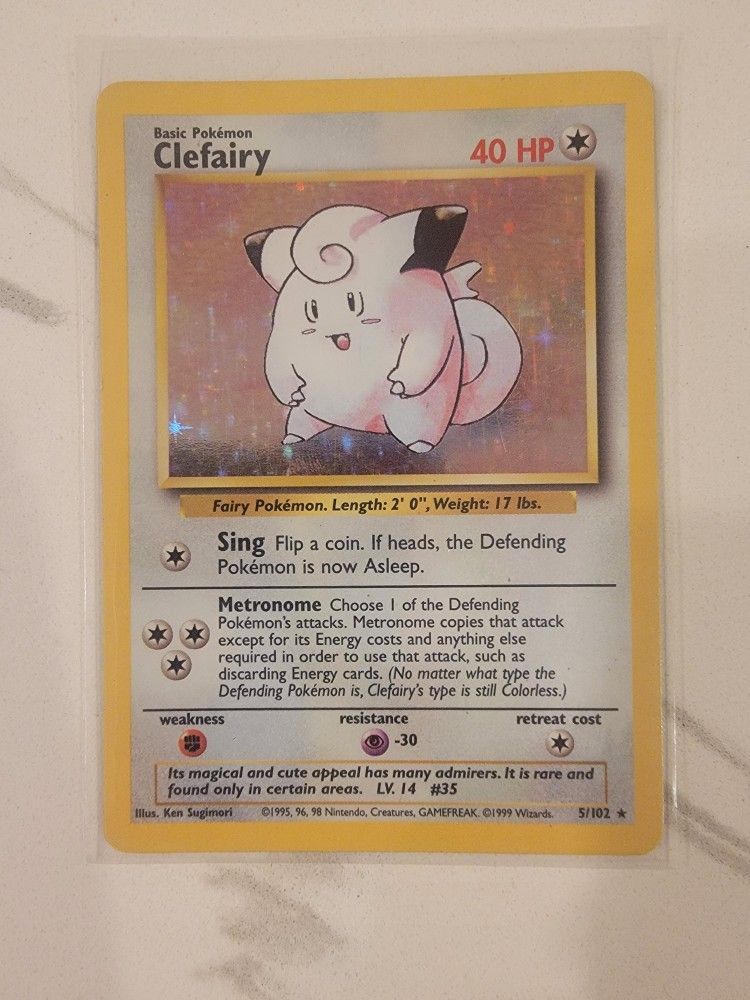 Basic Pokémon
Clefairy 40 HP
Fairy Pokémon. Length: 2' 0", Weight: 17 lbs.
Sing Flip a coin. If heads, the Defending
Pokémon is now Asleep.
Metronome Choose 1 of the Defending
Pokémon's attacks. Metronome copies that attack
except for its Energy costs and anything else
required in order to use that attack, such as
discarding Energy cards. (No matter what type the
Defending Pokémon is, Clefairy's type is still Colorless.)
weakness resistance retreat cost
-30
Its magical and cute appeal has many admirers. It is rare and
found only in certain areas. LV. 14 #35
Illus. Ken Sugimori ©1995, 96, 98 Nintendo, Creatures, GAMEFREAK. ©1999 Wizards. 5/102 ★